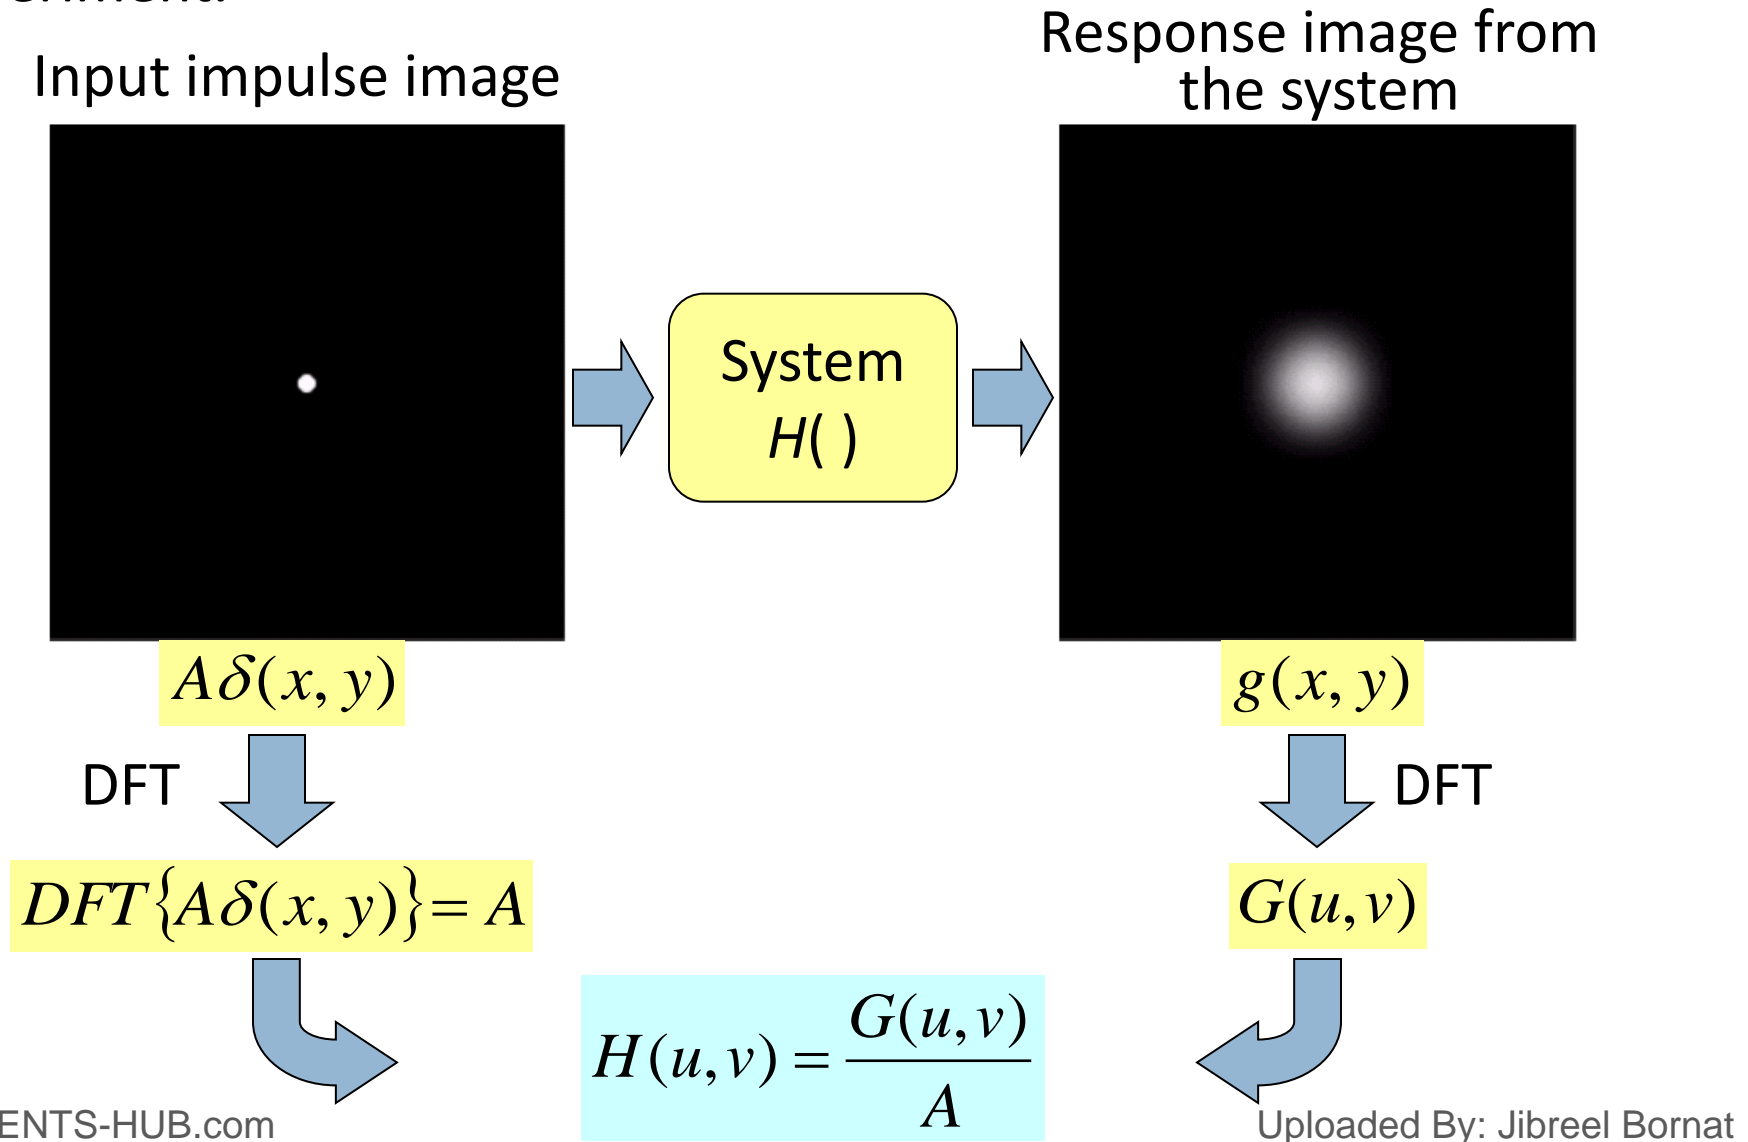 Input impulse image
Response image from
the system
System
H( )
Aδ(x, y)
g(x, y)
DFT
DFT
DFT{Aδ(x, y)}= A
G(u,v)
H(u,v) = G(u,v) / A
ENTS-HUB.com
Uploaded By: Jibreel Bornat